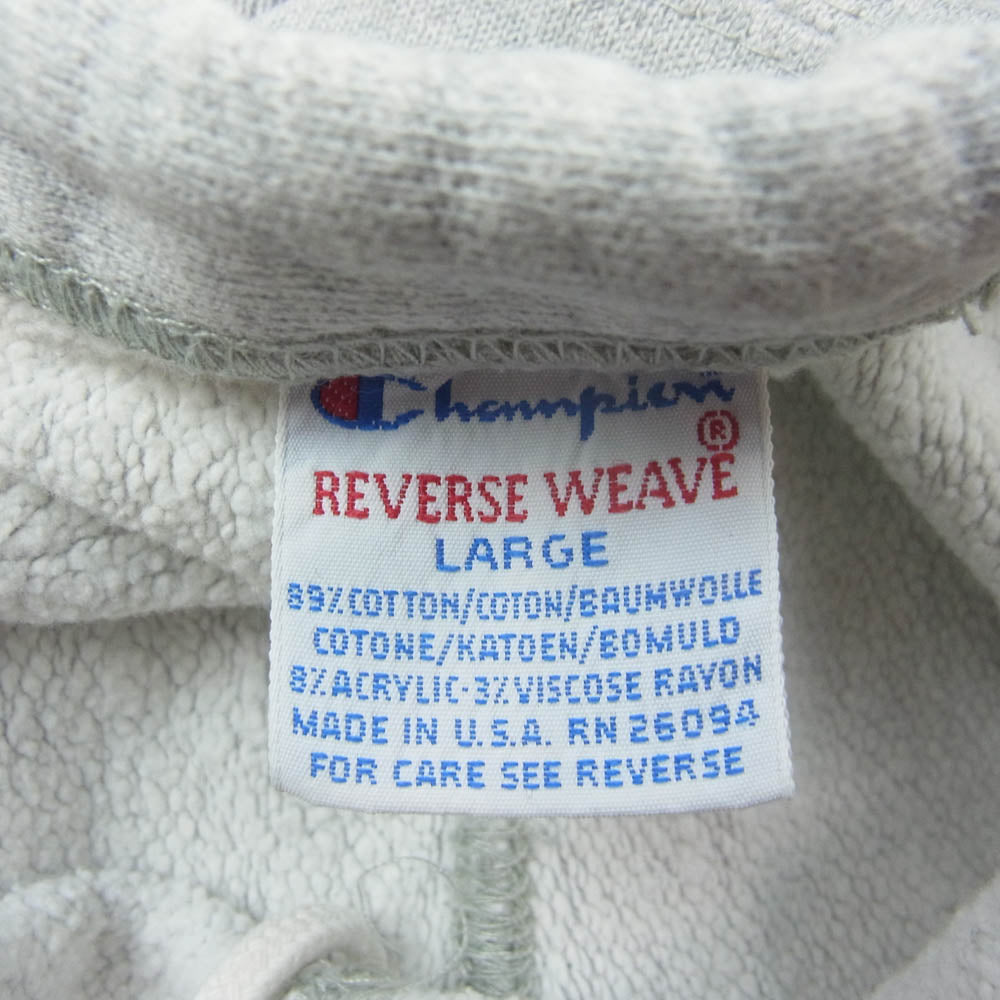 Champion
®
REVERSE WEAVE
LARGE
89%COTTON/COTON/BAUMWOLLE
COTONE/KATOEN/BOMULD
8%ACRYLIC-3%VISCOSE RAYON
MADE IN U.S.A. RN 26094
FOR CARE SEE REVERSE